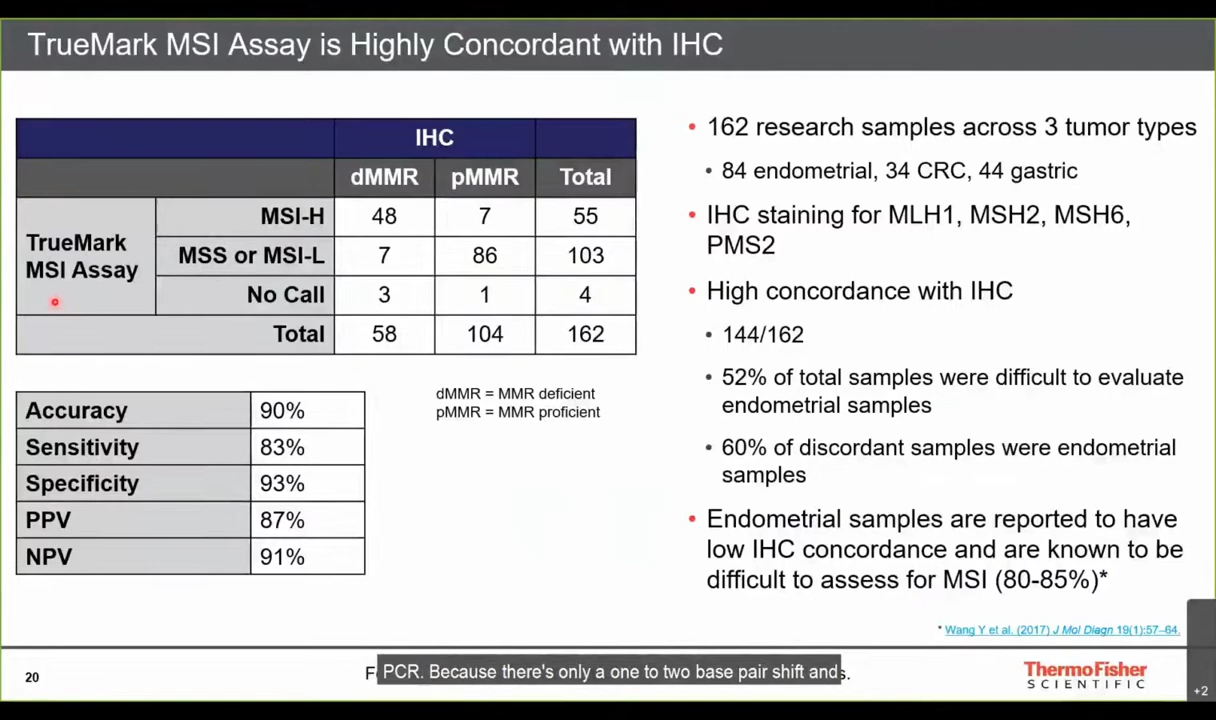 TrueMark MSI Assay is Highly Concordant with IHC
IHC
dMMR pMMR Total
TrueMark
MSI Assay
MSI-H 48 7 55
MSS or MSI-L 7 86 103
No Call 3 1 4
Total 58 104 162
Accuracy 90%
Sensitivity 83%
Specificity 93%
PPV 87%
NPV 91%
dMMR = MMR deficient
pMMR = MMR proficient
• 162 research samples across 3 tumor types
• 84 endometrial, 34 CRC, 44 gastric
• IHC staining for MLH1, MSH2, MSH6,
PMS2
• High concordance with IHC
• 144/162
• 52% of total samples were difficult to evaluate
endometrial samples
• 60% of discordant samples were endometrial
samples
• Endometrial samples are reported to have
low IHC concordance and are known to be
difficult to assess for MSI (80-85%)*
* Wang Y et al. (2017) J Mol Diagn 19(1):57–64.
20
PCR. Because there's only a one to two base pair shift and
ThermoFisher
SCIENTIFIC
+2